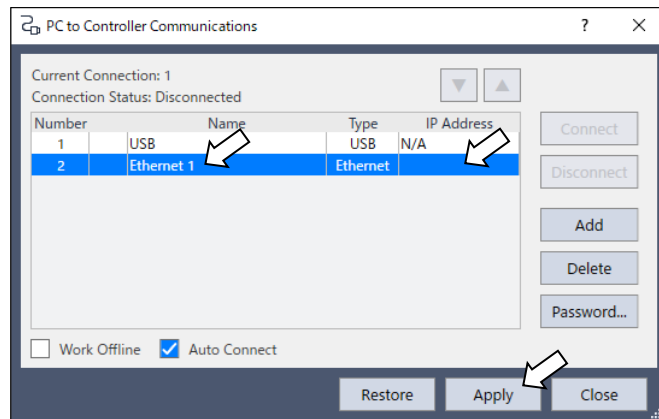 PC to Controller Communications
Current Connection: 1
Connection Status: Disconnected
Number Name Type IP Address
1 USB USB N/A
2 Ethernet 1 Ethernet
Connect
Disconnect
Add
Delete
Password...
Work Offline Auto Connect
Restore Apply Close